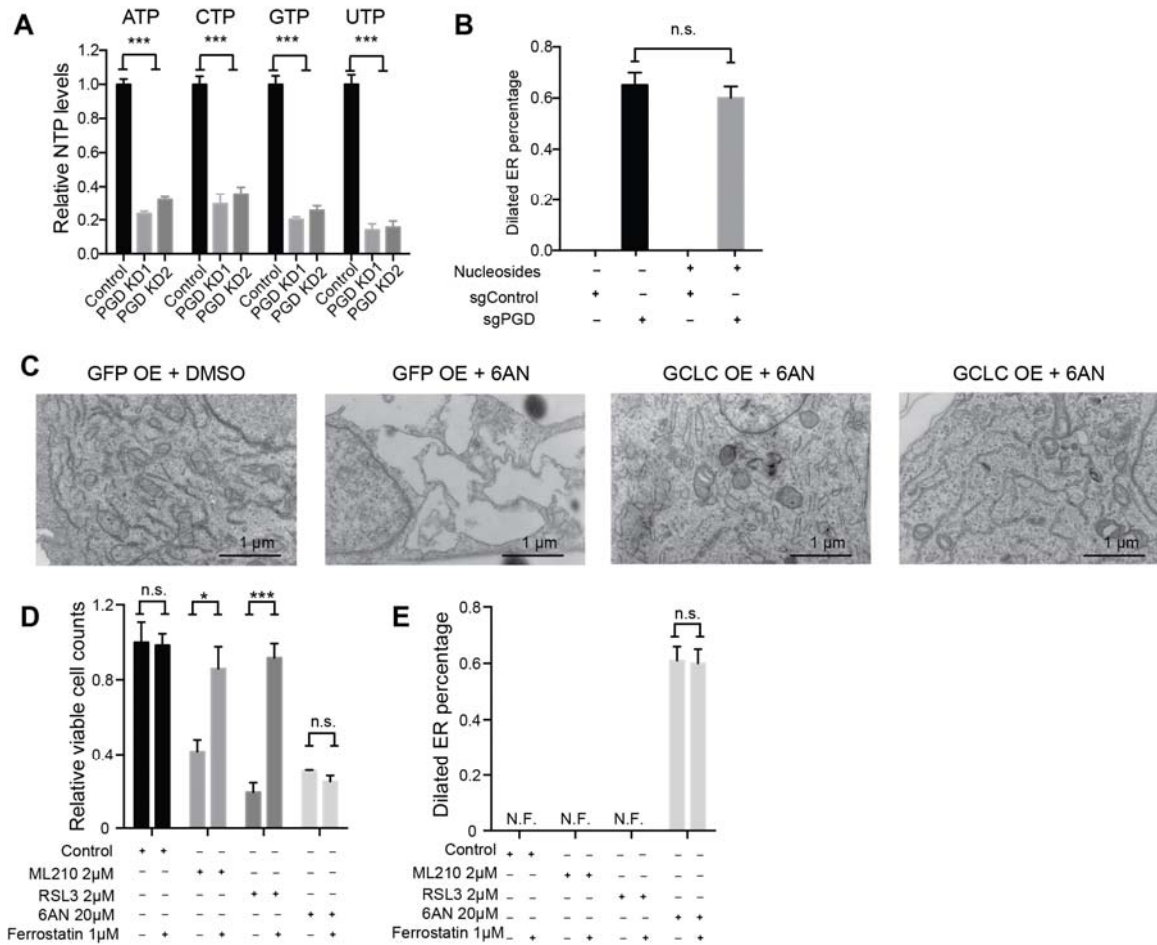 A
ATP CTP GTP UTP
*** *** *** ***
Relative NTP levels
1.2
1.0
0.8
0.6
0.4
0.2
0.0
Control PGD KD1 PGD KD2 Control PGD KD1 PGD KD2 Control PGD KD1 PGD KD2 Control PGD KD1 PGD KD2
B
n.s.
Dilated ER percentage
0.8
0.6
0.4
0.2
0.0
Nucleosides – – + +
sgControl + – + –
sgPGD – + – +
C
GFP OE + DMSO GFP OE + 6AN GCLC OE + 6AN GCLC OE + 6AN
1 µm 1 µm 1 µm 1 µm
D
n.s. * *** n.s.
Relative viable cell counts
1.2
0.8
0.4
0
Control + + – – – – – –
ML210 2µM – – + + – – – –
RSL3 2µM – – – – + + – –
6AN 20µM – – – – – – + +
Ferrostatin 1µM – + – + – + – +
E
n.s.
Dilated ER percentage
0.8
0.6
0.4
0.2
0
N.F. N.F. N.F.
Control + + – – – – – –
ML210 2µM – – + + – – – –
RSL3 2µM – – – – + + – –
6AN 20µM – – – – – – + +
Ferrostatin 1µM – + – + – + – +